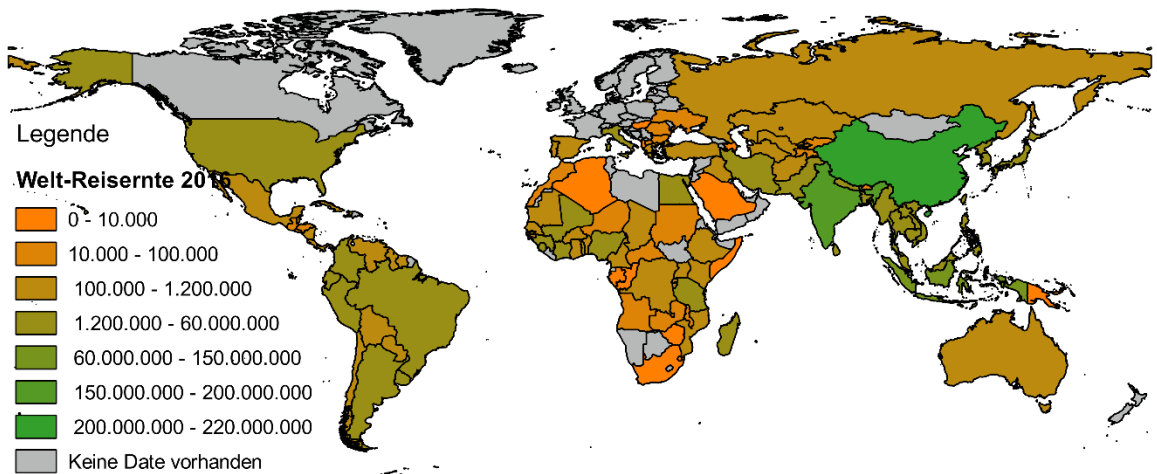 Legende
Welt-Reisernte 2016
0 - 10.000
10.000 - 100.000
100.000 - 1.200.000
1.200.000 - 60.000.000
60.000.000 - 150.000.000
150.000.000 - 200.000.000
200.000.000 - 220.000.000
Keine Date vorhanden